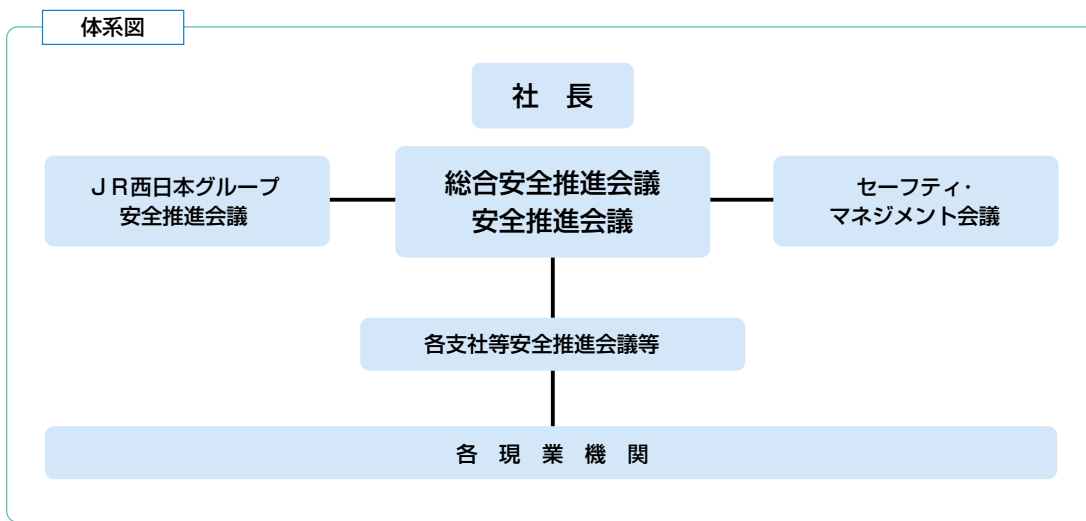 体系図
社　長
ＪＲ西日本グループ
安全推進会議
総合安全推進会議
安全推進会議
セーフティ・
マネジメント会議
各支社等安全推進会議等
各　現　業　機　関